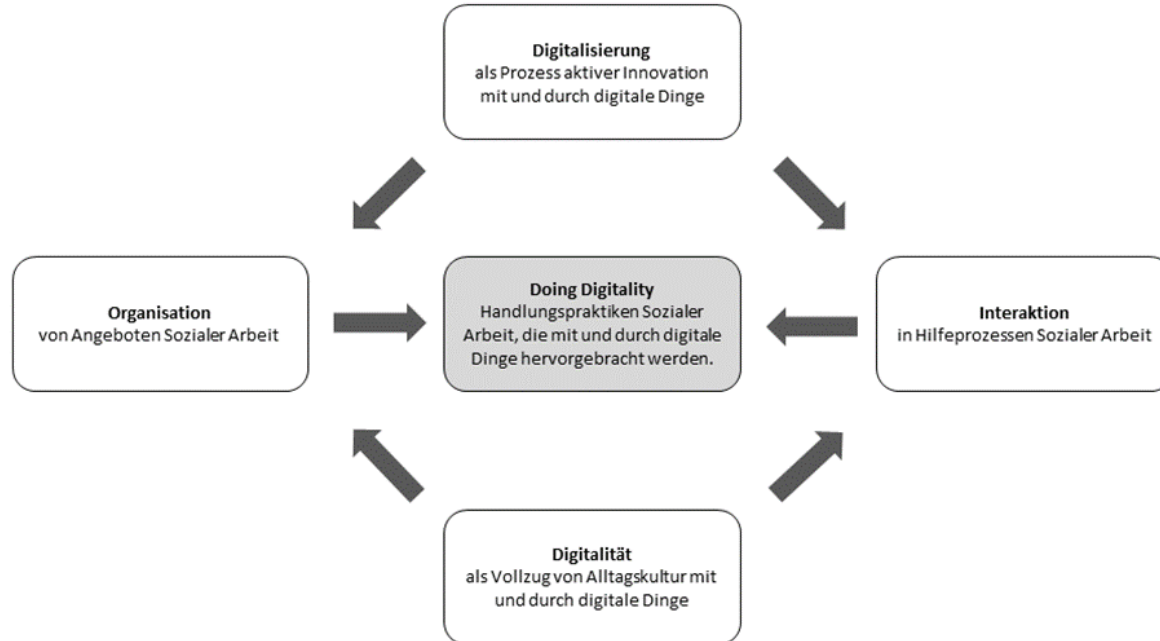 Digitalisierung
als Prozess aktiver Innovation
mit und durch digitale Dinge
Organisation
von Angeboten Sozialer Arbeit
Doing Digitality
Handlungspraktiken Sozialer
Arbeit, die mit und durch digitale
Dinge hervorgebracht werden.
Interaktion
in Hilfeprozessen Sozialer Arbeit
Digitalität
als Vollzug von Alltagskultur mit
und durch digitale Dinge